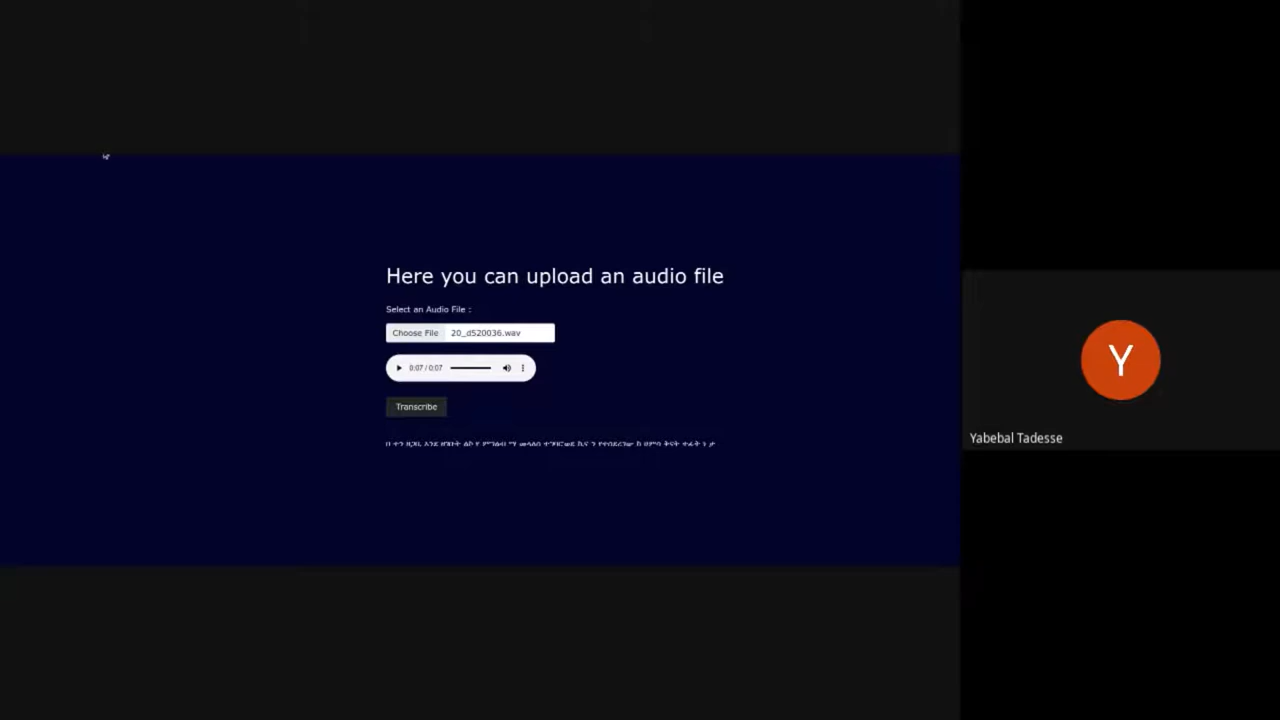 Here you can upload an audio file
Select an Audio File :
Choose File 20_d520036.wav
0:07 / 0:07
Transcribe
Y
Yabebal Tadesse